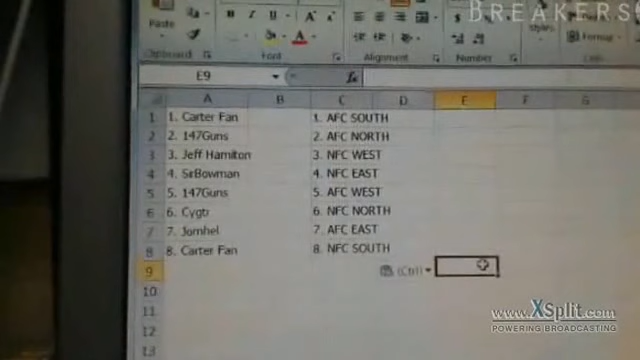 BREAKERS
Paste
B I U A A
A
$
Styles
Format
Clipboard Font Alignment Number
E9 fx
A B C D E F G
1 1. Carter Fan 1. AFC SOUTH
2 2. 147Guns 2. AFC NORTH
3 3. Jeff Hamilton 3. NFC WEST
4 4. SirBowman 4. NFC EAST
5 5. 147Guns 5. AFC WEST
6 6. Cygtr 6. NFC NORTH
7 7. Jomhel 7. AFC EAST
8 8. Carter Fan 8. NFC SOUTH
9 (Ctrl)
10
11
12
13
www.XSplit.com
POWERING BROADCASTING